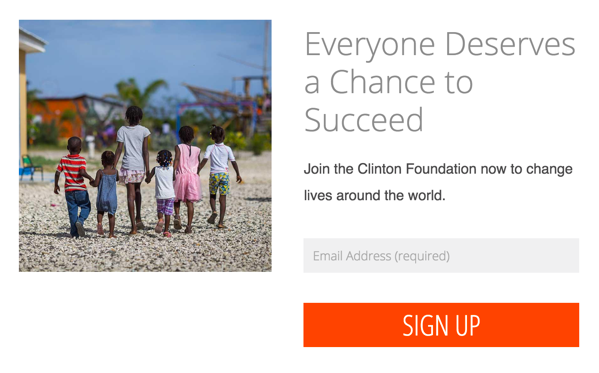 Everyone Deserves
a Chance to
Succeed
Join the Clinton Foundation now to change
lives around the world.
Email Address (required)
SIGN UP